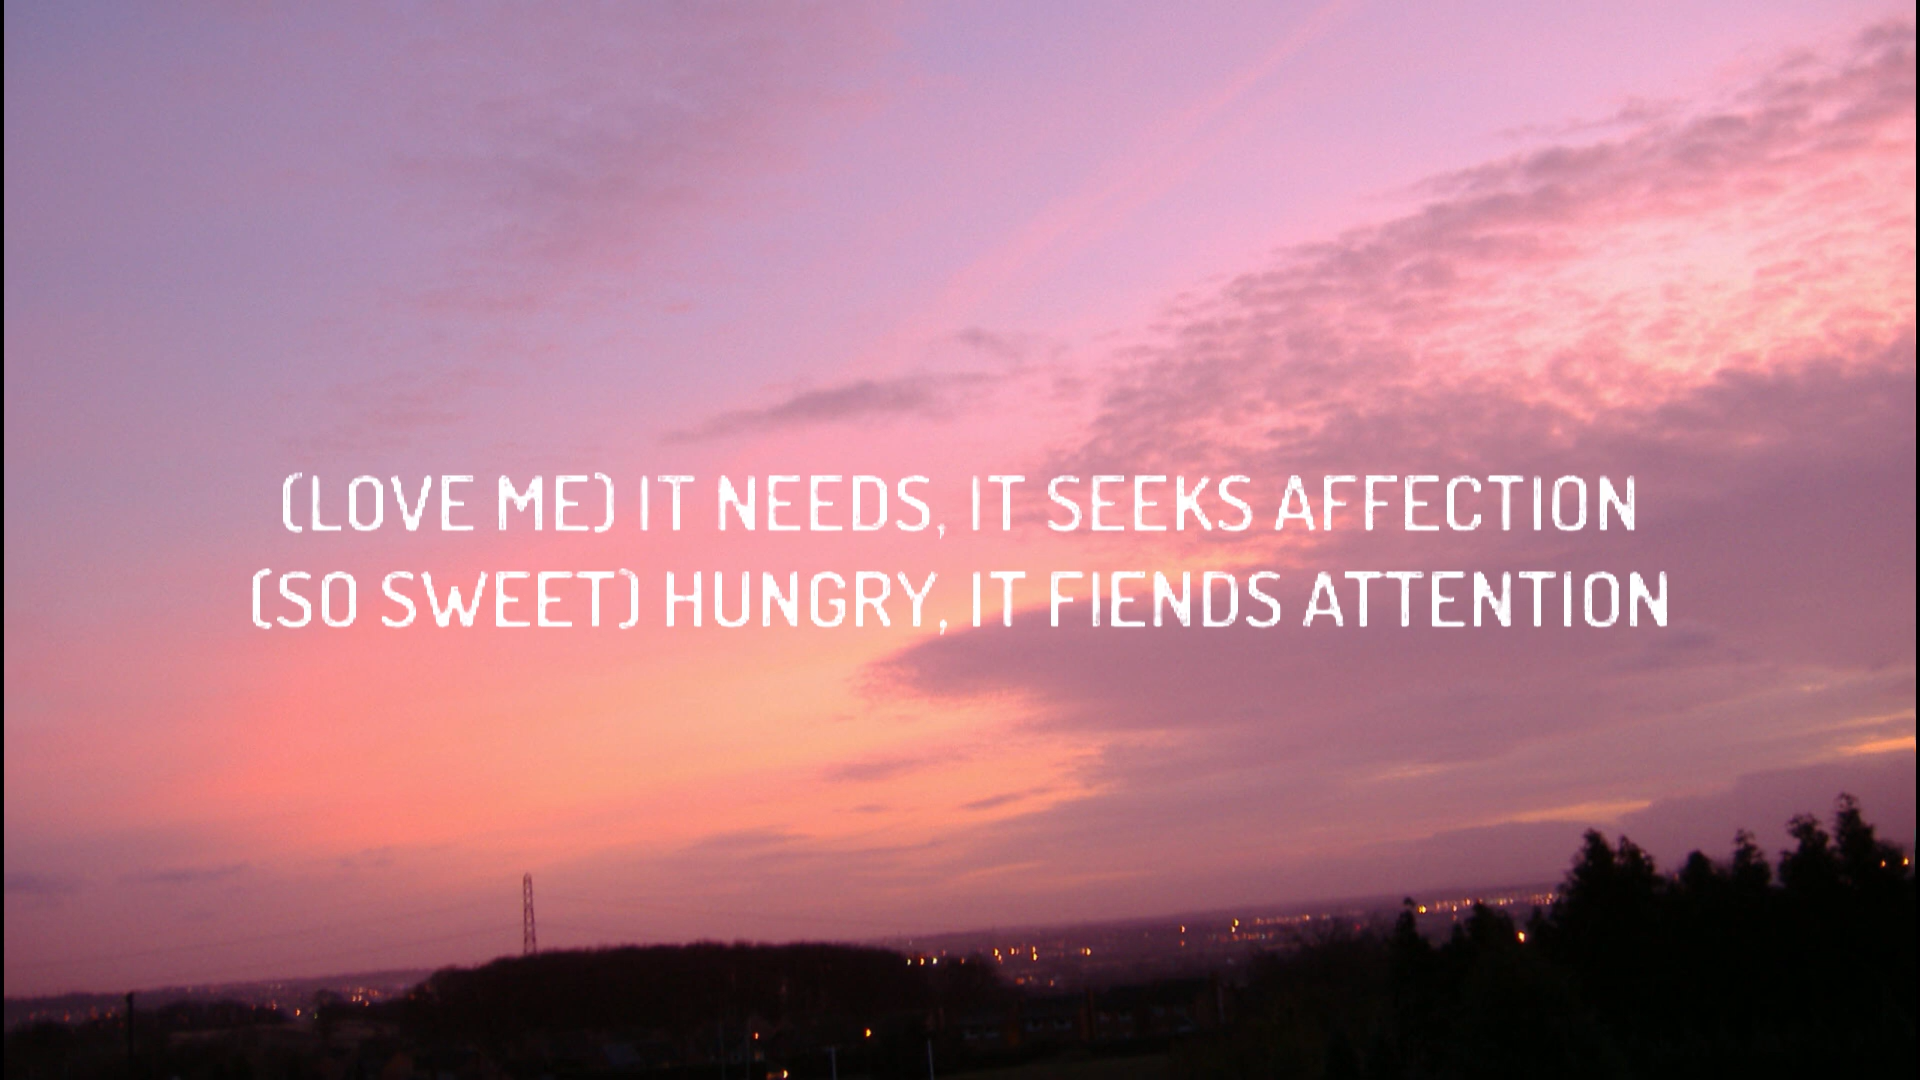 (LOVE ME) IT NEEDS, IT SEEKS AFFECTION
(SO SWEET) HUNGRY, IT FIENDS ATTENTION